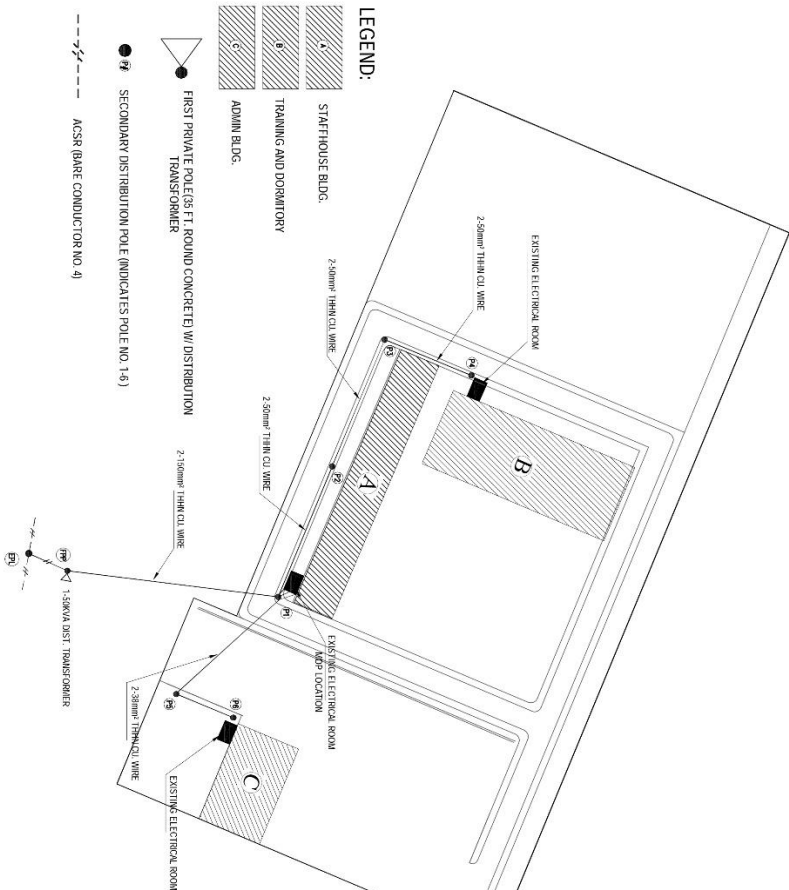 LEGEND:
A STAFFHOUSE BLDG.
B TRAINING AND DORMITORY
C ADMIN BLDG.
FIRST PRIVATE POLE(35 FT. ROUND CONCRETE) W/ DISTRIBUTION
TRANSFORMER
P# SECONDARY DISTRIBUTION POLE (INDICATES POLE NO. 1-6 )
ACSR (BARE CONDUCTOR NO. 4)
EXISTING ELECTRICAL ROOM
2-50mm² THHN CU. WIRE
P4
B
2-50mm² THHN CU. WIRE
P3
A
P2
2-50mm² THHN CU. WIRE
2-150mm² THHN CU. WIRE
P1
EXISTING ELECTRICAL ROOM
MDP LOCATION
FPP
1-50KVA DIST. TRANSFORMER
2-38mm² THHN CU. WIRE
P5
P6
C
EXISTING ELECTRICAL ROOM